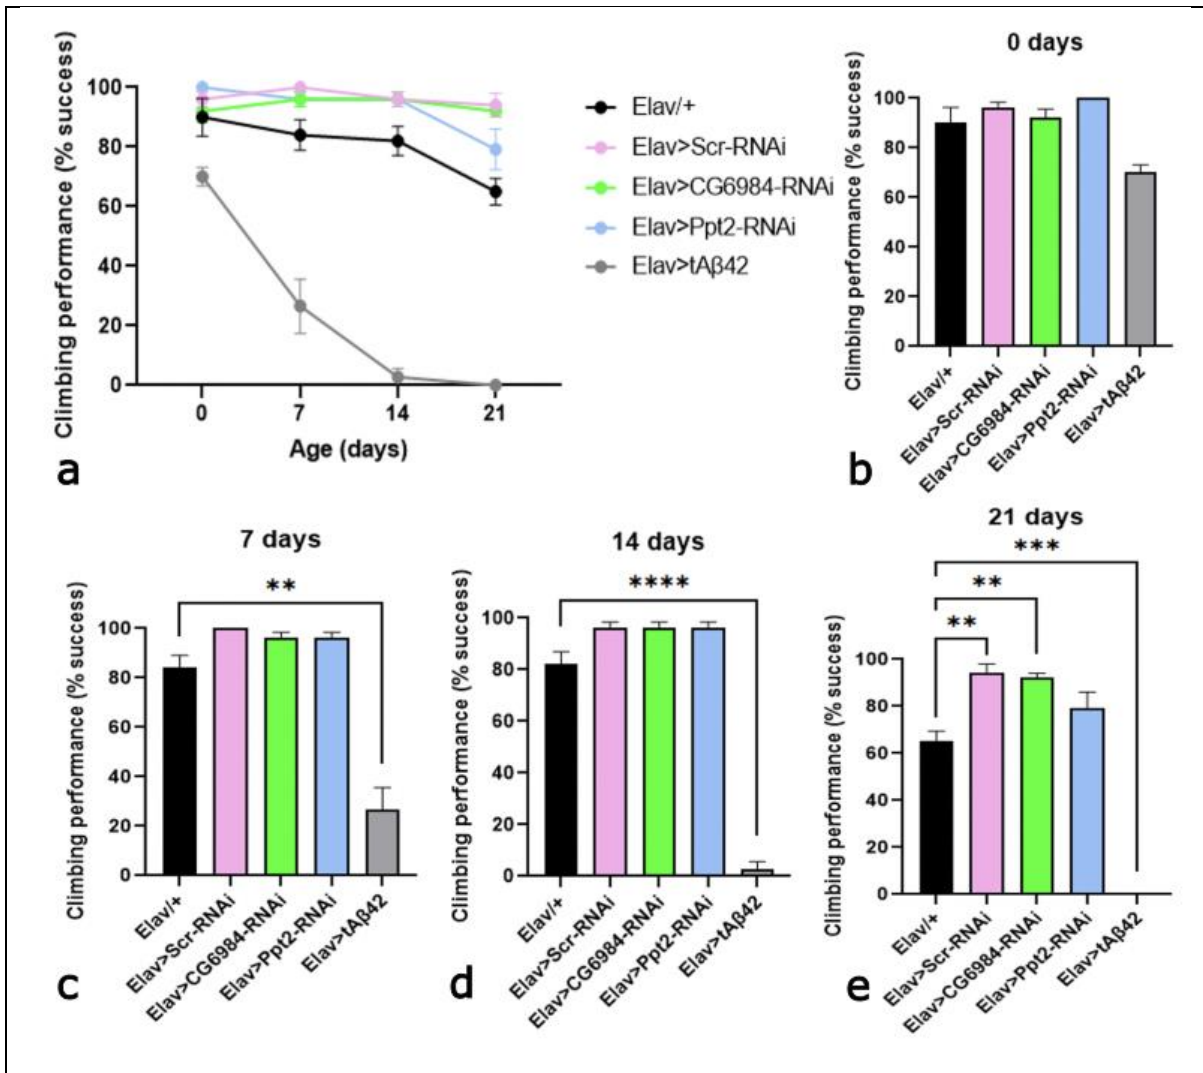 Climbing performance (% success)
100
80
60
40
20
0
0 7 14 21
Age (days)
a
Elav/+
Elav>Scr-RNAi
Elav>CG6984-RNAi
Elav>Ppt2-RNAi
Elav>tAβ42
0 days
Climbing performance (% success)
100
80
60
40
20
0
Elav/+
Elav>Scr-RNAi
Elav>CG6984-RNAi
Elav>Ppt2-RNAi
Elav>tAβ42
b
7 days
**
Climbing performance (% success)
100
80
60
40
20
0
Elav/+
Elav>Scr-RNAi
Elav>CG6984-RNAi
Elav>Ppt2-RNAi
Elav>tAβ42
c
14 days
****
Climbing performance (% success)
100
80
60
40
20
0
Elav/+
Elav>Scr-RNAi
Elav>CG6984-RNAi
Elav>Ppt2-RNAi
Elav>tAβ42
d
21 days
***
**
**
Climbing performance (% success)
100
80
60
40
20
0
Elav/+
Elav>Scr-RNAi
Elav>CG6984-RNAi
Elav>Ppt2-RNAi
Elav>tAβ42
e